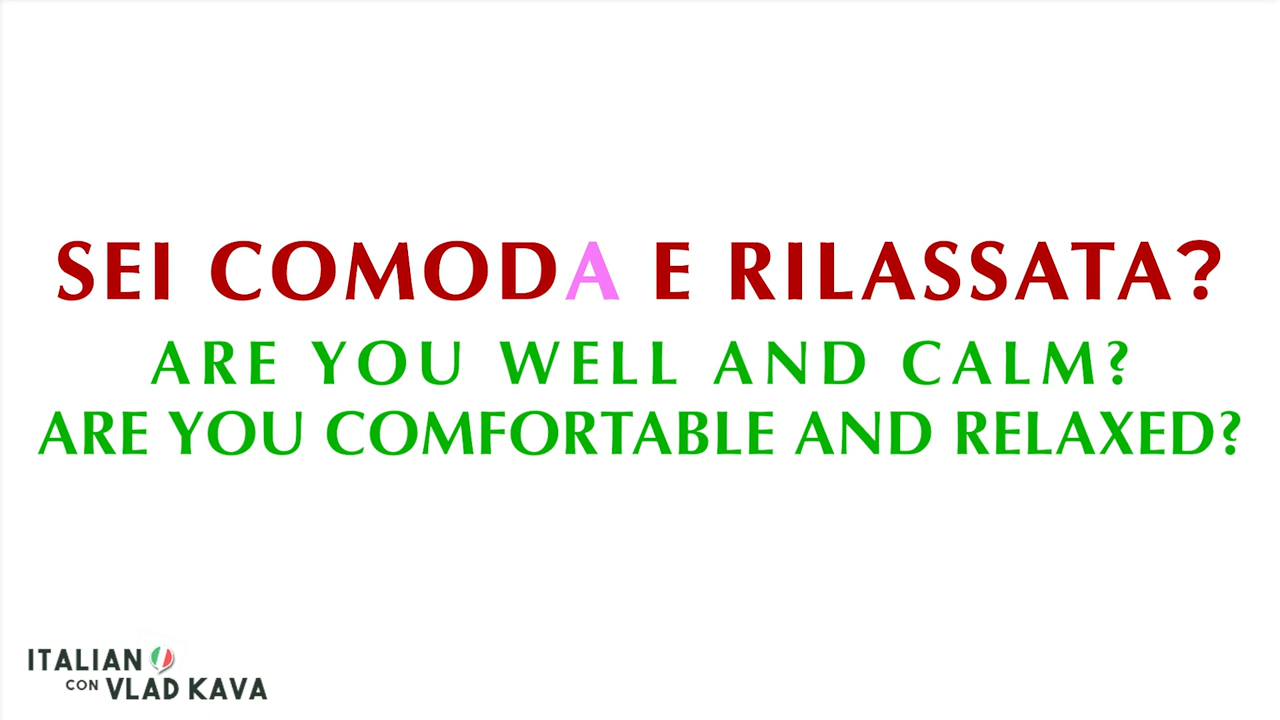 SEI COMODA E RILASSATA?
ARE YOU WELL AND CALM?
ARE YOU COMFORTABLE AND RELAXED?
ITALIAN
CON VLAD KAVA